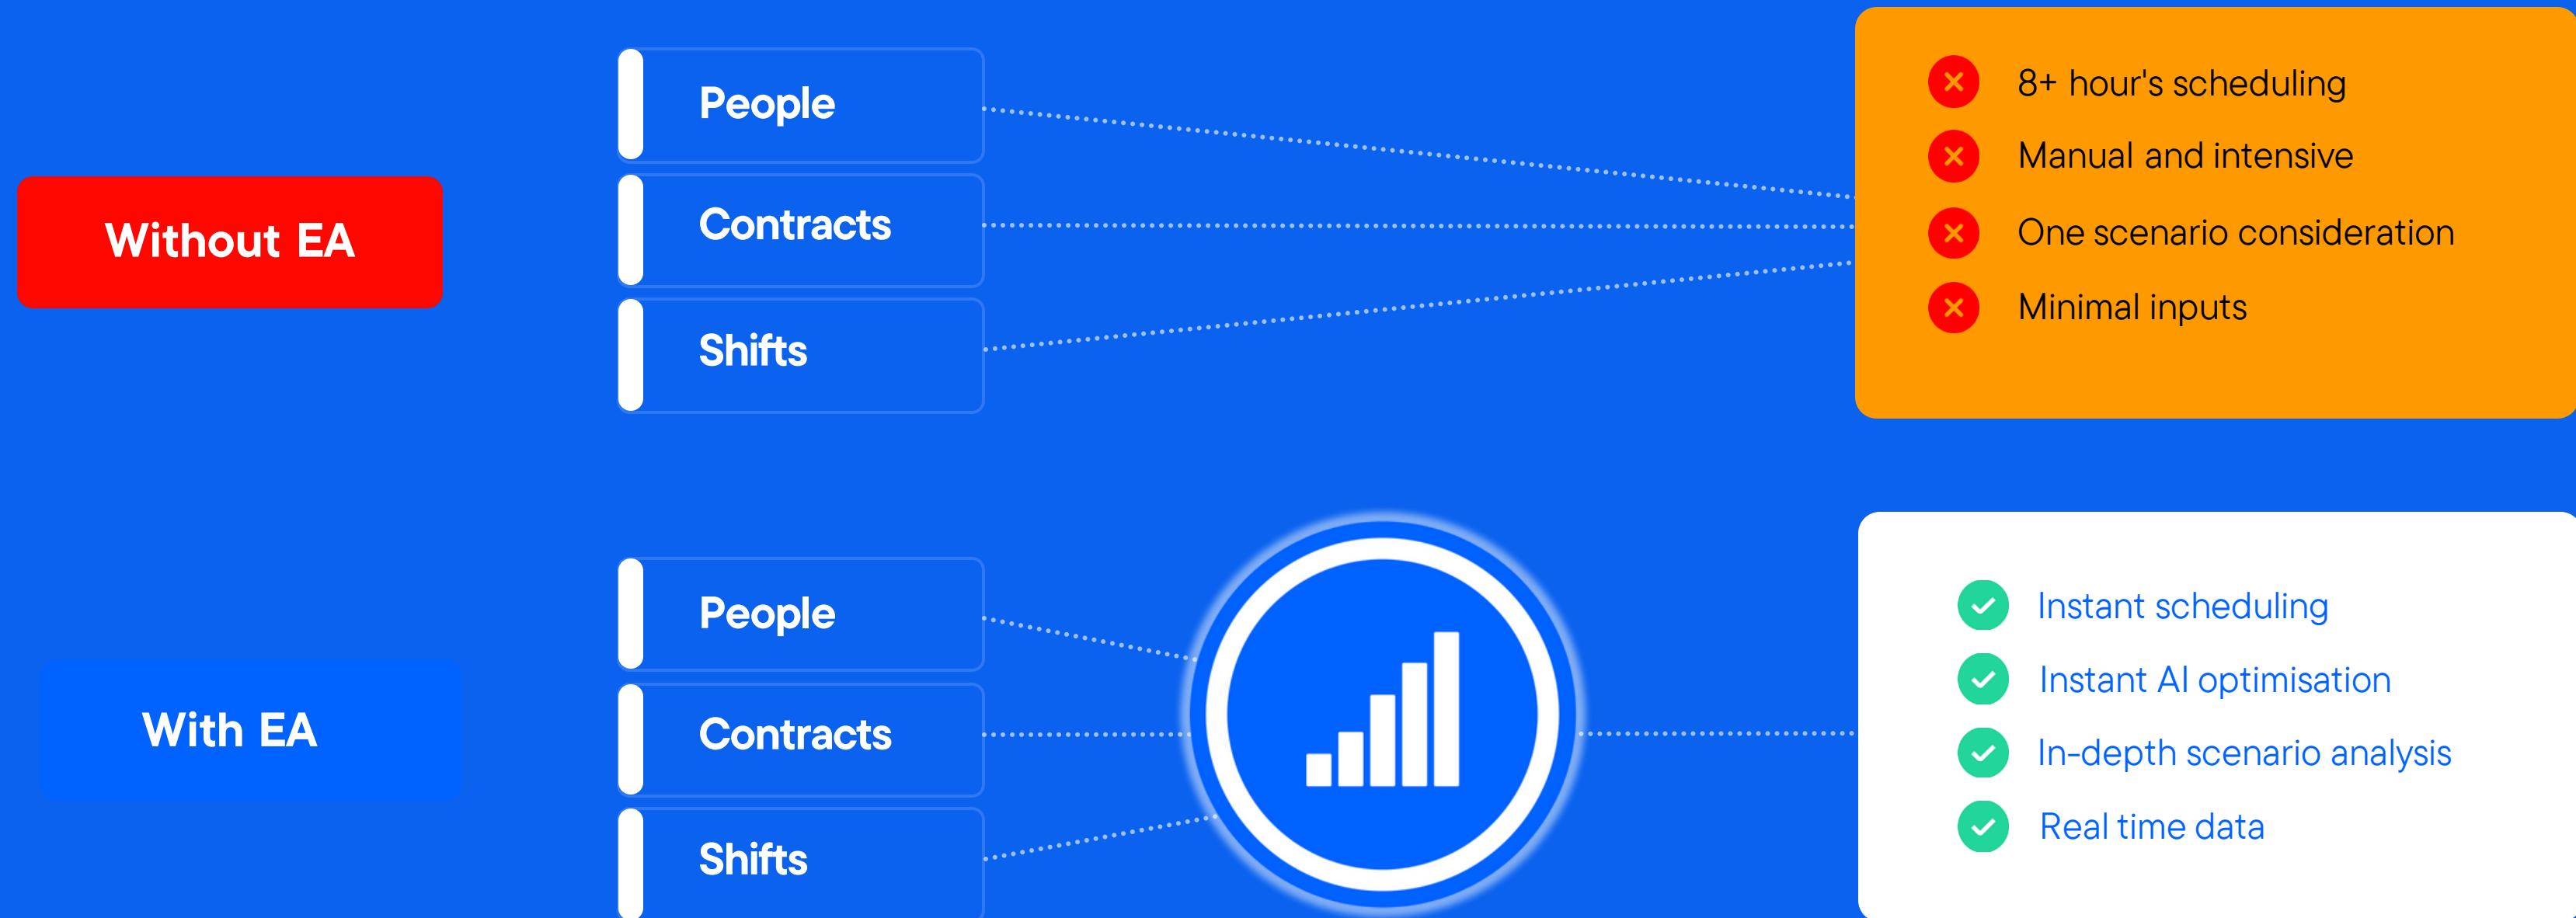 Without EA
People
Contracts
Shifts
8+ hour's scheduling
Manual and intensive
One scenario consideration
Minimal inputs
With EA
People
Contracts
Shifts
Instant scheduling
Instant AI optimisation
In-depth scenario analysis
Real time data